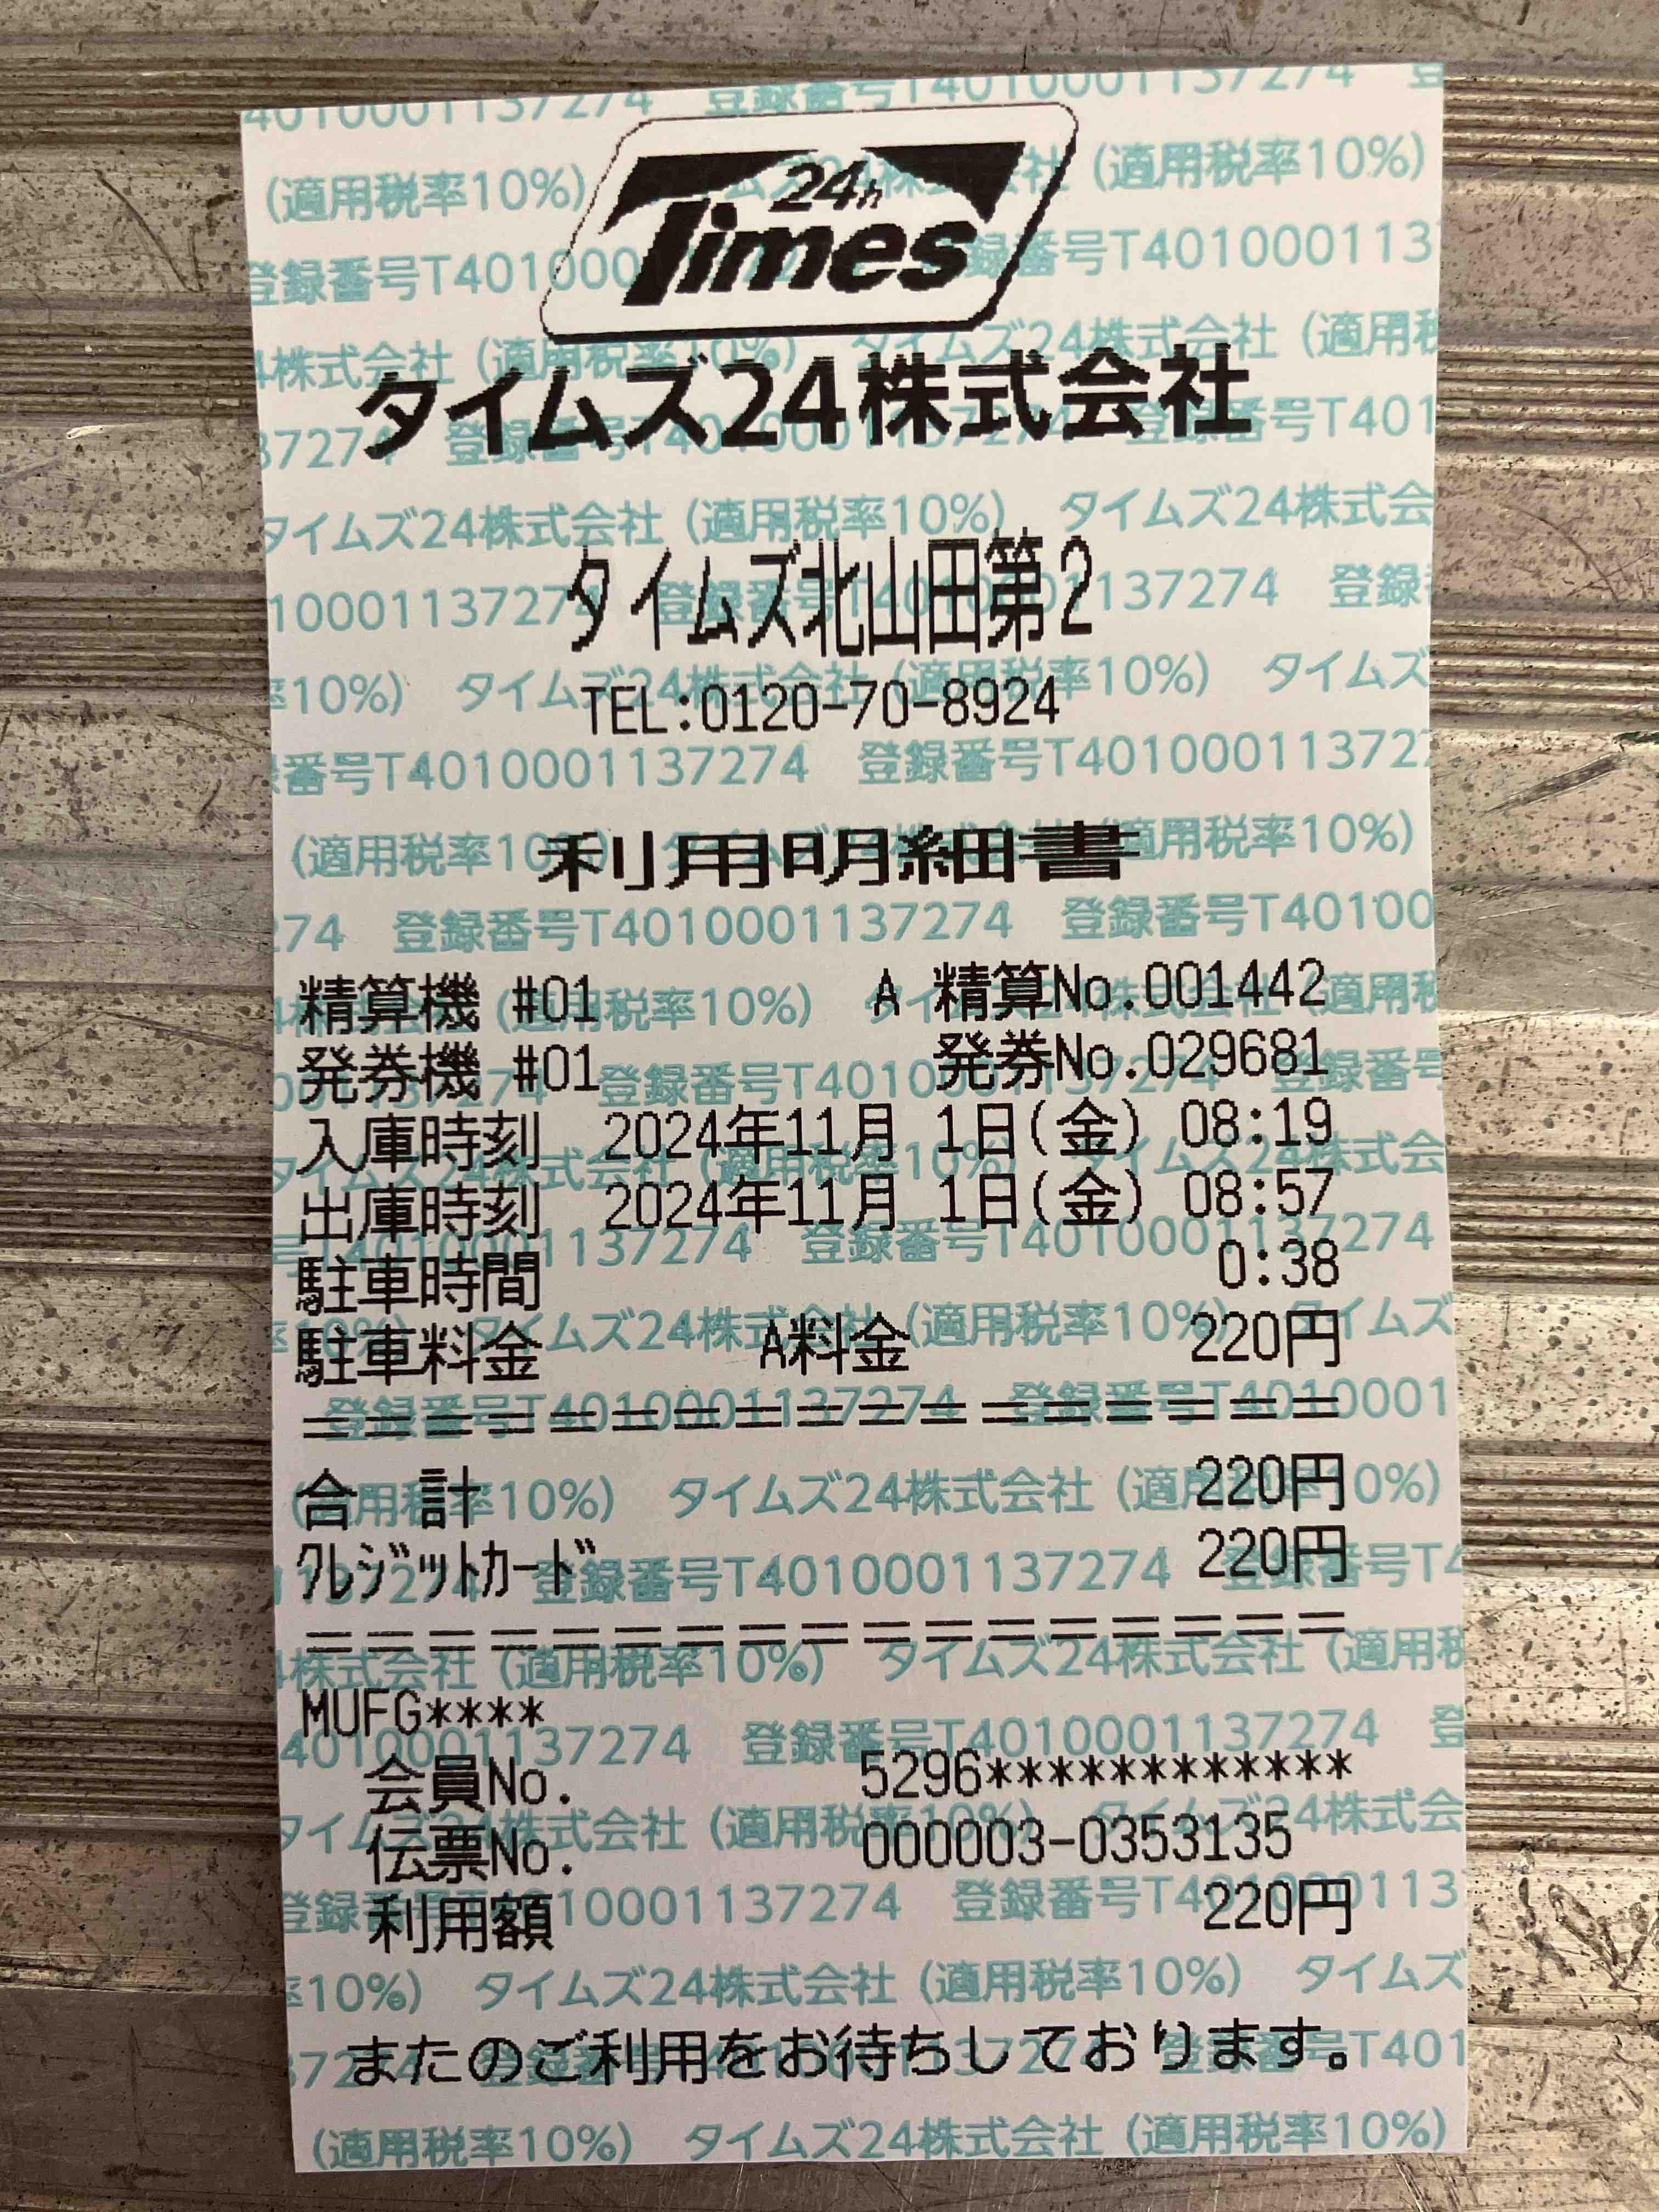 24h
Times
タイムズ24株式会社
タイムズ北山田第2
TEL:0120-70-8924
利用明細書
精算機 #01 A 精算No.001442
発券機 #01 発券No.029681
入庫時刻 2024年11月 1日(金) 08:19
出庫時刻 2024年11月 1日(金) 08:57
駐車時間 0:38
駐車料金 A料金 220円
合 計 220円
クレジットカード 220円
MUFG****
会員No. 5296************
伝票No. 000003-0353135
利用額 220円
またのご利用をお待ちしております。
(適用税率10%) タイムズ24株式会社 (適用税率10%)
登録番号T4010001137274